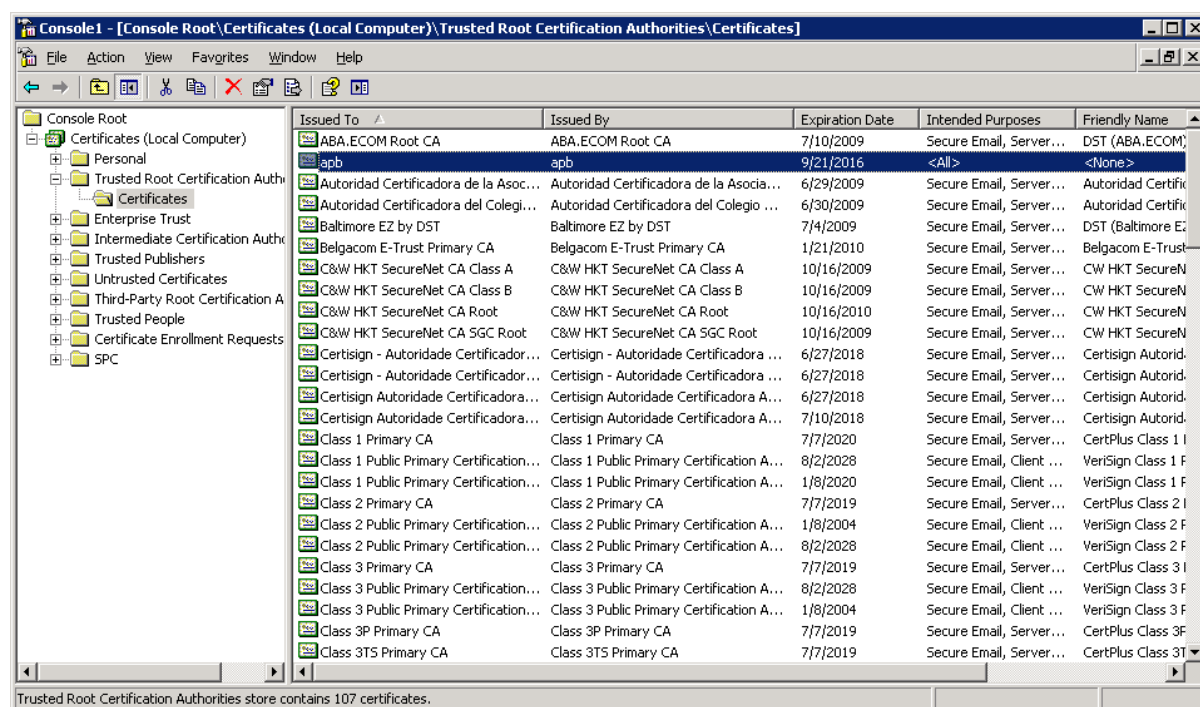 Console1 - [Console Root\Certificates (Local Computer)\Trusted Root Certification Authorities\Certificates]
File Action View Favorites Window Help
Console Root
Certificates (Local Computer)
Personal
Trusted Root Certification Autho
Certificates
Enterprise Trust
Intermediate Certification Autho
Trusted Publishers
Untrusted Certificates
Third-Party Root Certification A
Trusted People
Certificate Enrollment Requests
SPC
Issued To Issued By Expiration Date Intended Purposes Friendly Name
ABA.ECOM Root CA ABA.ECOM Root CA 7/10/2009 Secure Email, Server... DST (ABA.ECOM)
apb apb 9/21/2016 <All> <None>
Autoridad Certificadora de la Asoc... Autoridad Certificadora de la Asocia... 6/29/2009 Secure Email, Server... Autoridad Certific
Autoridad Certificadora del Colegi... Autoridad Certificadora del Colegio ... 6/30/2009 Secure Email, Server... Autoridad Certific
Baltimore EZ by DST Baltimore EZ by DST 7/4/2009 Secure Email, Server... DST (Baltimore EZ
Belgacom E-Trust Primary CA Belgacom E-Trust Primary CA 1/21/2010 Secure Email, Server... Belgacom E-Trust
C&W HKT SecureNet CA Class A C&W HKT SecureNet CA Class A 10/16/2009 Secure Email, Server... CW HKT SecureN
C&W HKT SecureNet CA Class B C&W HKT SecureNet CA Class B 10/16/2009 Secure Email, Server... CW HKT SecureN
C&W HKT SecureNet CA Root C&W HKT SecureNet CA Root 10/16/2010 Secure Email, Server... CW HKT SecureN
C&W HKT SecureNet CA SGC Root C&W HKT SecureNet CA SGC Root 10/16/2009 Secure Email, Server... CW HKT SecureN
Certisign - Autoridade Certificador... Certisign - Autoridade Certificadora ... 6/27/2018 Secure Email, Server... Certisign Autorid
Certisign - Autoridade Certificador... Certisign - Autoridade Certificadora ... 6/27/2018 Secure Email, Server... Certisign Autorid
Certisign Autoridade Certificadora... Certisign Autoridade Certificadora A... 6/27/2018 Secure Email, Server... Certisign Autorid
Certisign Autoridade Certificadora... Certisign Autoridade Certificadora A... 7/10/2018 Secure Email, Server... Certisign Autorid
Class 1 Primary CA Class 1 Primary CA 7/7/2020 Secure Email, Server... CertPlus Class 1
Class 1 Public Primary Certification... Class 1 Public Primary Certification A... 8/2/2028 Secure Email, Client ... VeriSign Class 1 P
Class 1 Public Primary Certification... Class 1 Public Primary Certification A... 1/8/2020 Secure Email, Client ... VeriSign Class 1 P
Class 2 Primary CA Class 2 Primary CA 7/7/2019 Secure Email, Server... CertPlus Class 2
Class 2 Public Primary Certification... Class 2 Public Primary Certification A... 1/8/2004 Secure Email, Client ... VeriSign Class 2 P
Class 2 Public Primary Certification... Class 2 Public Primary Certification A... 8/2/2028 Secure Email, Client ... VeriSign Class 2 P
Class 3 Primary CA Class 3 Primary CA 7/7/2019 Secure Email, Server... CertPlus Class 3
Class 3 Public Primary Certification... Class 3 Public Primary Certification A... 8/2/2028 Secure Email, Client ... VeriSign Class 3 P
Class 3 Public Primary Certification... Class 3 Public Primary Certification A... 1/8/2004 Secure Email, Client ... VeriSign Class 3 P
Class 3P Primary CA Class 3P Primary CA 7/7/2019 Secure Email, Server... CertPlus Class 3P
Class 3TS Primary CA Class 3TS Primary CA 7/7/2019 Secure Email, Server... CertPlus Class 3T
Trusted Root Certification Authorities store contains 107 certificates.